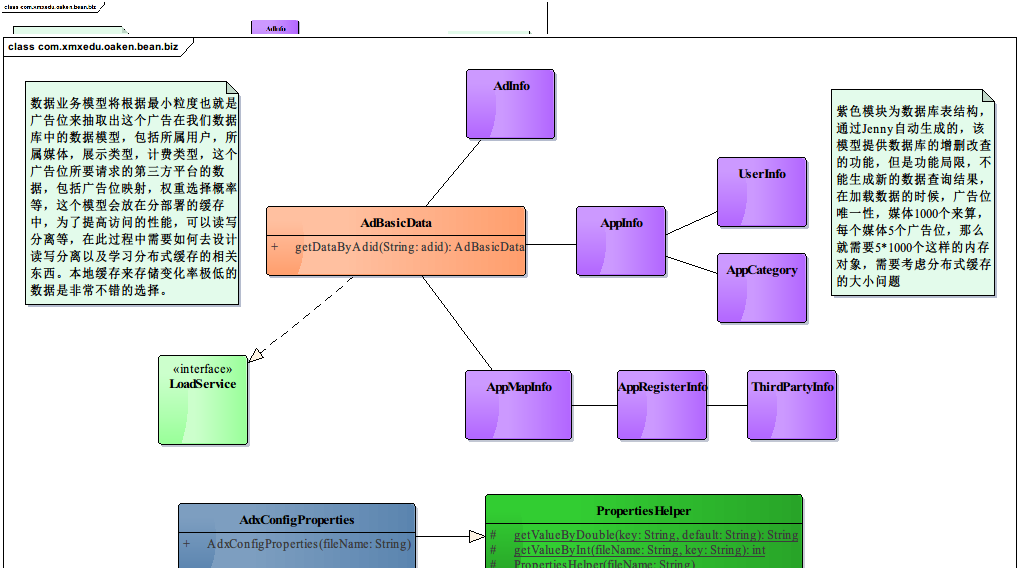 class com.xmxedu.oaken.bean.biz
AdInfo
class com.xmxedu.oaken.bean.biz
数据业务模型将根据最小粒度也就是
广告位来抽取出这个广告在我们数据
库中的数据模型，包括所属用户，所
属媒体，展示类型，计费类型，这个
广告位所要请求的第三方平台的数
据，包括广告位映射，权重选择概率
等，这个模型会放在分部署的缓存
中，为了提高访问的性能，可以读写
分离等，在此过程中需要如何去设计
读写分离以及学习分布式缓存的相关
东西。本地缓存来存储变化率极低的
数据是非常不错的选择。
AdInfo
紫色模块为数据库表结构，
通过Jenny自动生成的，该
模型提供数据库的增删改查
的功能，但是功能局限，不
能生成新的数据查询结果，
在加载数据的时候，广告位
唯一性，媒体1000个来算，
每个媒体5个广告位，那么
就需要5*1000个这样的内存
对象，需要考虑分布式缓存
的大小问题
UserInfo
AdBasicData
+ getDataByAdid(String: adid): AdBasicData
AppInfo
AppCategory
«interface»
LoadService
AppMapInfo
AppRegisterInfo
ThirdPartyInfo
AdxConfigProperties
+ AdxConfigProperties(fileName: String)
PropertiesHelper
# getValueByDouble(key: String, default: String): String
# getValueByInt(fileName: String, key: String): int
# PropertiesHelper(fileName: String)